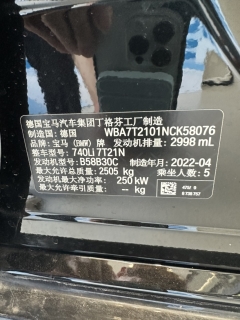 德国宝马汽车集团丁格芬工厂制造
制造国: 德国 WBA7T2101NCK58076
品牌: 宝马 (BMW) 牌 发动机排量: 2998 mL
整车型号: 740Li 7T21N
发动机型号: B58B30C 制造年月: 2022-04
最大允许总质量: 2505 kg 乘坐人数: 5
发动机最大净功率: 250 kW
最大允许牵引质量: kg